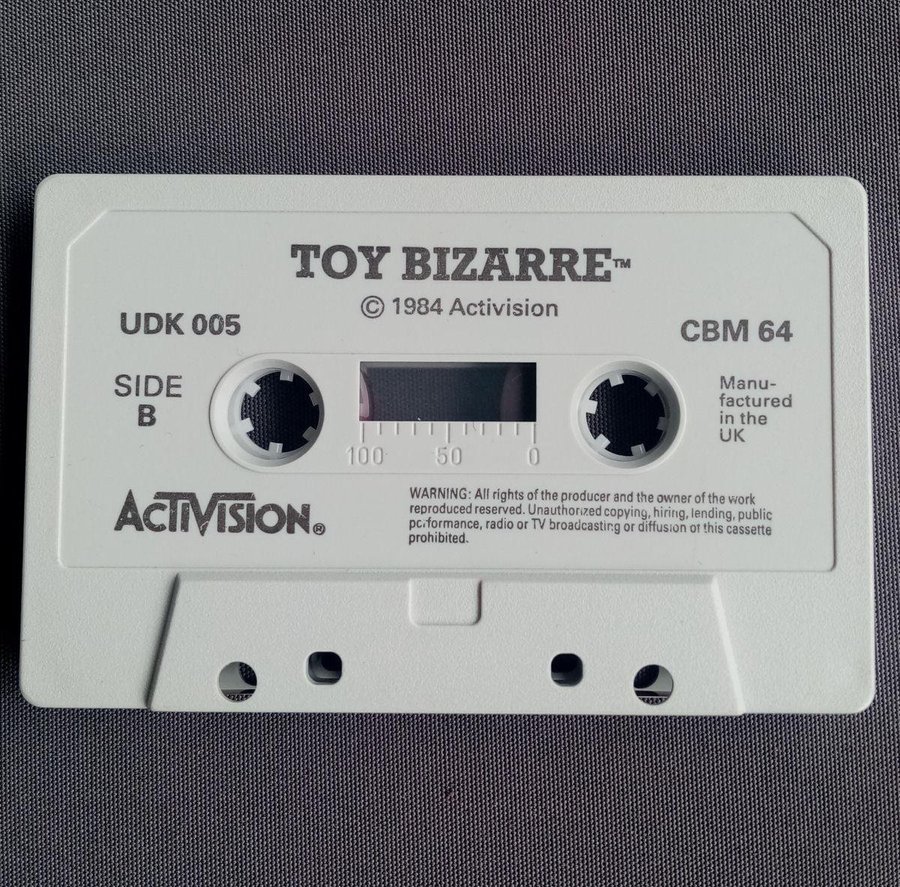 TOY BIZARRE™
© 1984 Activision
UDK 005
CBM 64
SIDE
B
Manu-
factured
in the
UK
100 50 0
ACTIVISION®
WARNING: All rights of the producer and the owner of the work
reproduced reserved. Unauthorized copying, hiring, lending, public
performance, radio or TV broadcasting or diffusion of this cassette
prohibited.